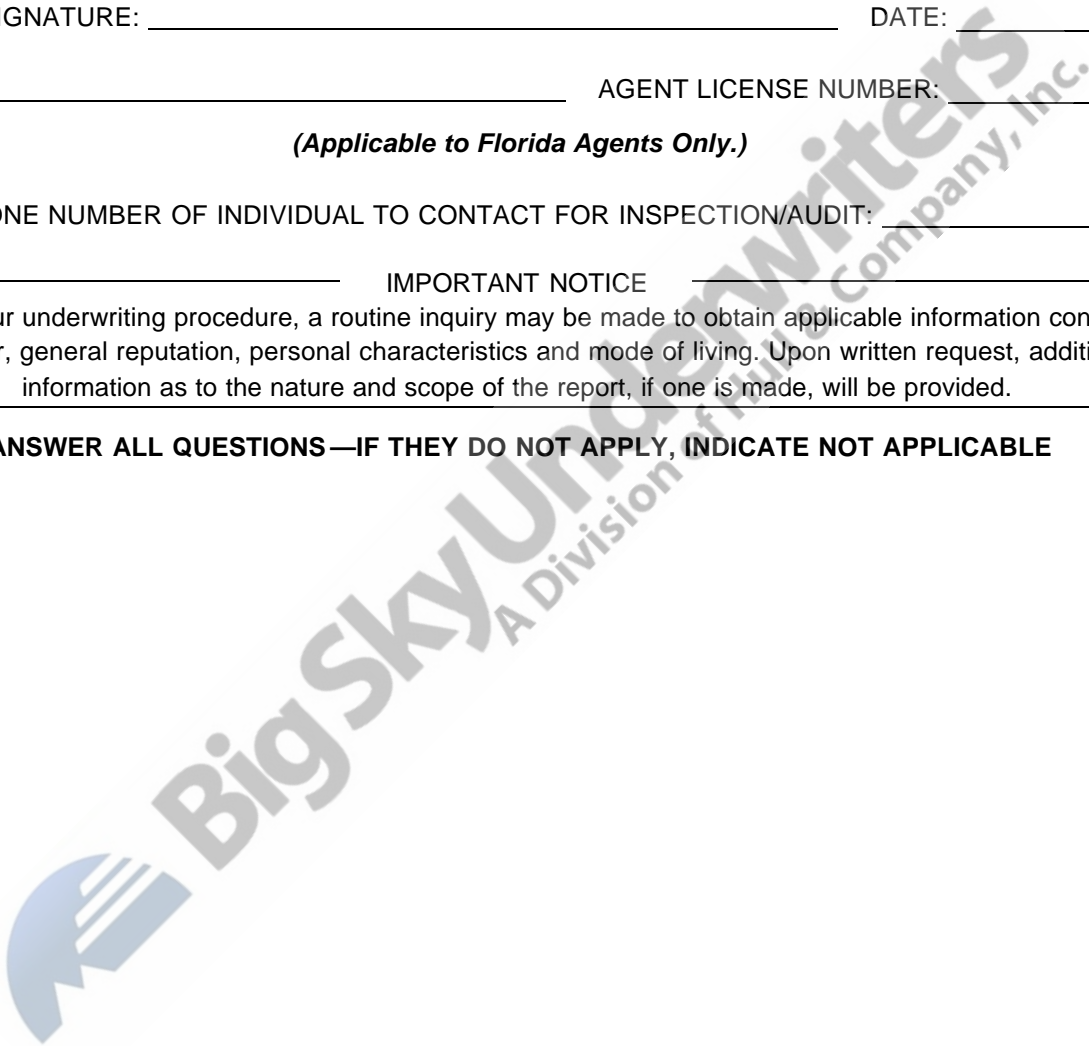 IGNATURE: DATE:
AGENT LICENSE NUMBER:
(Applicable to Florida Agents Only.)
ONE NUMBER OF INDIVIDUAL TO CONTACT FOR INSPECTION/AUDIT:
IMPORTANT NOTICE
ur underwriting procedure, a routine inquiry may be made to obtain applicable information con
r, general reputation, personal characteristics and mode of living. Upon written request, additi
information as to the nature and scope of the report, if one is made, will be provided.
ANSWER ALL QUESTIONS—IF THEY DO NOT APPLY, INDICATE NOT APPLICABLE
Big Sky Underwriters
A Division of Hull & Company, Inc.